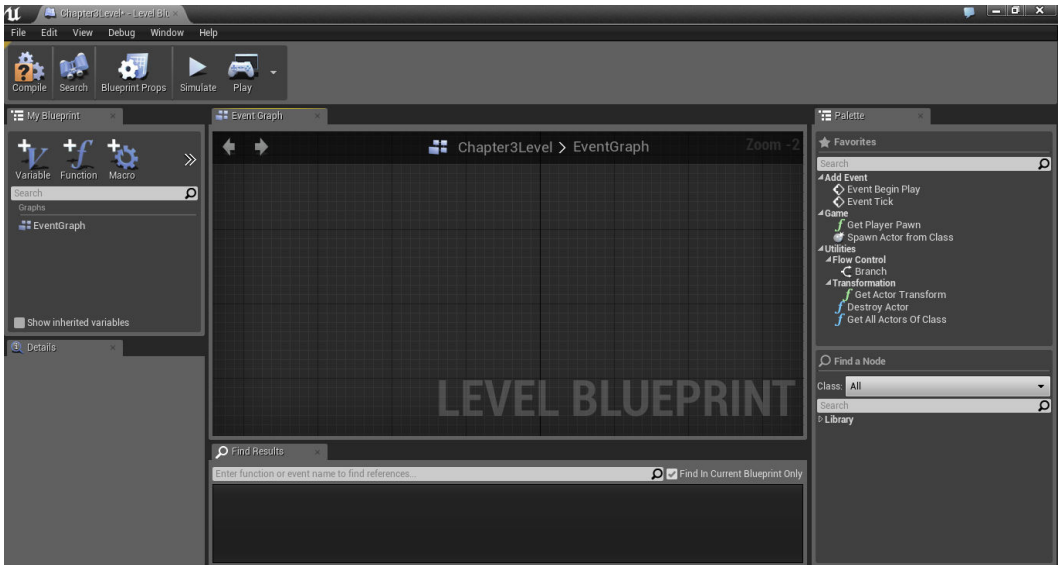 Chapter3Level* - Level Blu
File Edit View Debug Window Help
Compile Search Blueprint Props Simulate Play
My Blueprint
Variable Function Macro
Search
Graphs
EventGraph
Show inherited variables
Details
Event Graph
Chapter3Level > EventGraph
Zoom -2
LEVEL BLUEPRINT
Find Results
Enter function or event name to find references...
Find In Current Blueprint Only
Palette
Favorites
Search
Add Event
Event Begin Play
Event Tick
Game
Get Player Pawn
Spawn Actor from Class
Utilities
Flow Control
Branch
Transformation
Get Actor Transform
Destroy Actor
Get All Actors Of Class
Find a Node
Class: All
Search
Library